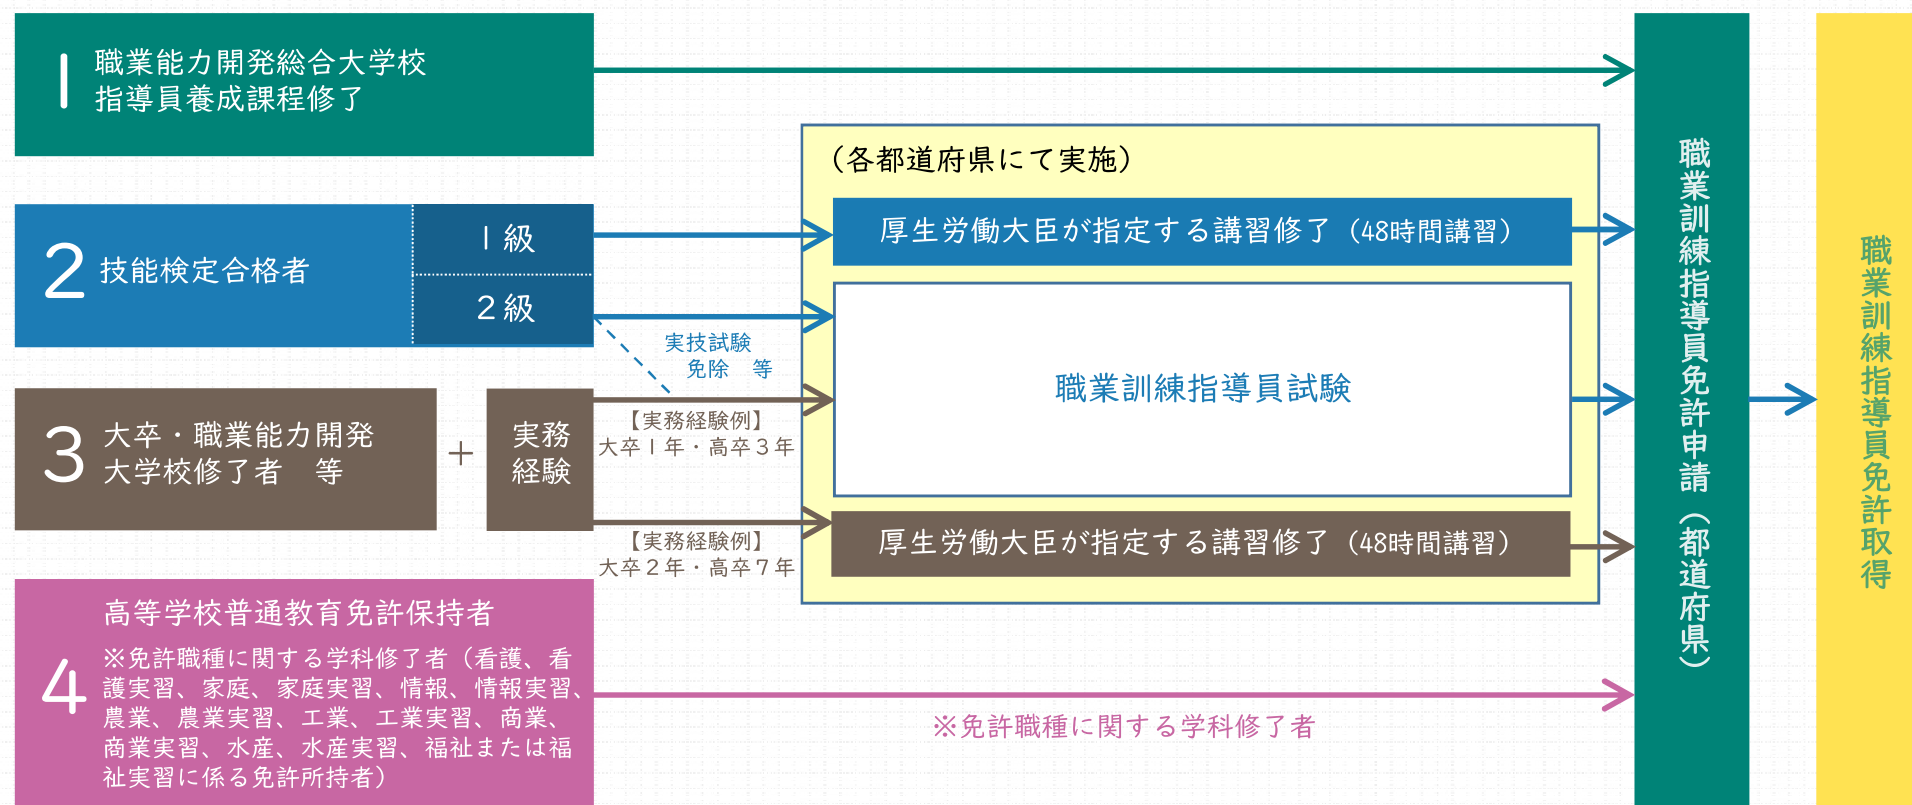 1
職業能力開発総合大学校
指導員養成課程修了
2
技能検定合格者
1級
2級
実技試験
免除　等
3
大卒・職業能力開発
大学校修了者　等
+
実務
経験
【実務経験例】
大卒1年・高卒3年
【実務経験例】
大卒2年・高卒7年
4
高等学校普通教育免許保持者
※免許職種に関する学科修了者（看護、看
護実習、家庭、家庭実習、情報、情報実習、
農業、農業実習、工業、工業実習、商業、
商業実習、水産、水産実習、福祉または福
祉実習に係る免許所持者）
（各都道府県にて実施）
厚生労働大臣が指定する講習修了（48時間講習）
職業訓練指導員試験
厚生労働大臣が指定する講習修了（48時間講習）
※免許職種に関する学科修了者
職業訓練指導員免許申請（都道府県）
職業訓練指導員免許取得